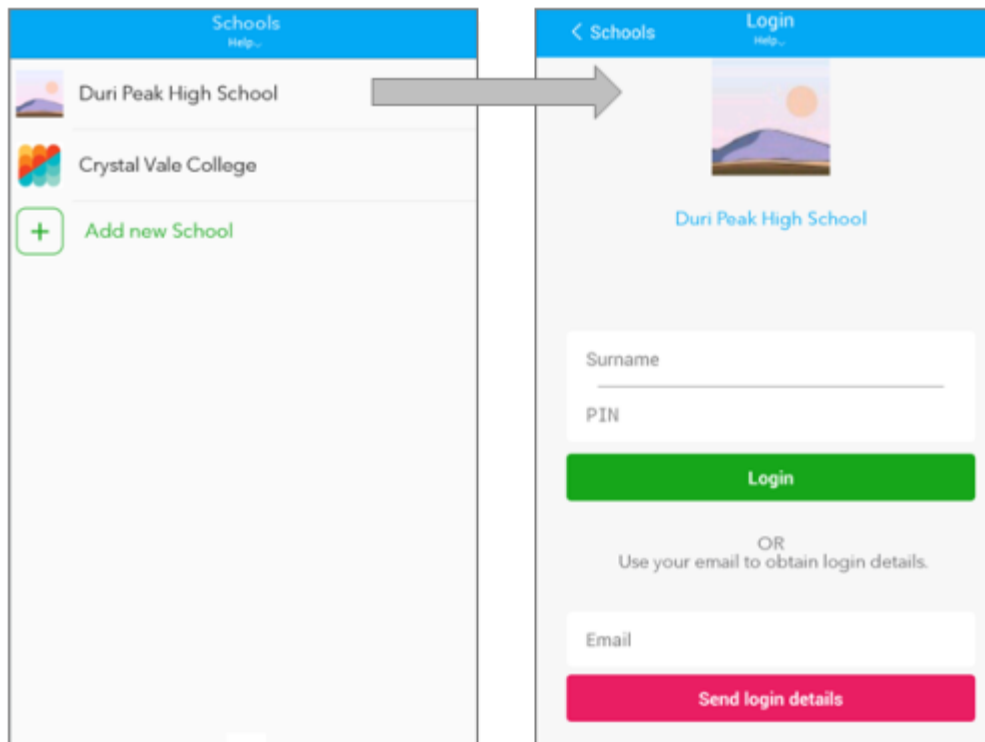 Schools
Help
Duri Peak High School
Crystal Vale College
+ Add new School
< Schools
Login
Help
Duri Peak High School
Surname
PIN
Login
OR
Use your email to obtain login details.
Email
Send login details